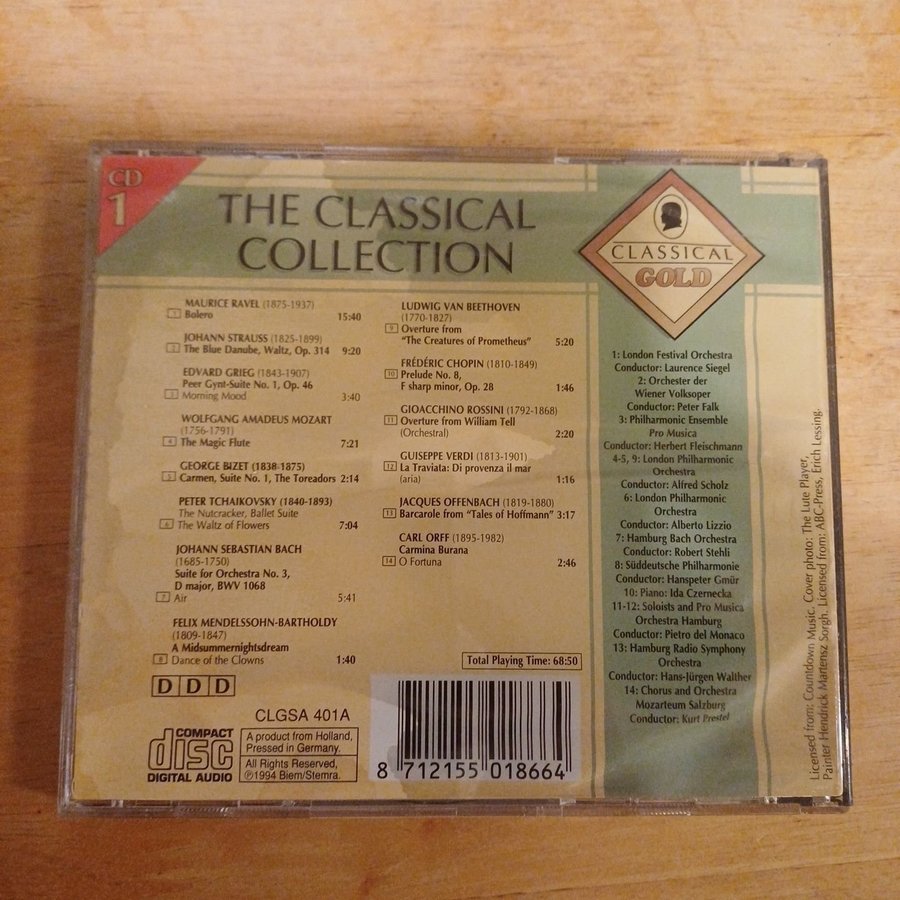 CD
1
THE CLASSICAL
COLLECTION
CLASSICAL
GOLD
MAURICE RAVEL (1875-1937)
1 Bolero 15:40
JOHANN STRAUSS (1825-1899)
2 The Blue Danube, Waltz, Op. 314 9:20
EDVARD GRIEG (1843-1907)
Peer Gynt-Suite No. 1, Op. 46
3 Morning Mood 3:40
WOLFGANG AMADEUS MOZART
(1756-1791)
4 The Magic Flute 7:21
GEORGE BIZET (1838-1875)
5 Carmen, Suite No. 1, The Toreadors 2:14
PETER TCHAIKOVSKY (1840-1893)
The Nutcracker, Ballet Suite
6 The Waltz of Flowers 7:04
JOHANN SEBASTIAN BACH
(1685-1750)
Suite for Orchestra No. 3,
D major, BWV 1068
7 Air 5:41
FELIX MENDELSSOHN-BARTHOLDY
(1809-1847)
A Midsummernightsdream
8 Dance of the Clowns 1:40
LUDWIG VAN BEETHOVEN
(1770-1827)
9 Overture from
"The Creatures of Prometheus" 5:20
FRÉDÉRIC CHOPIN (1810-1849)
10 Prelude No. 8,
F sharp minor, Op. 28 1:46
GIOACCHINO ROSSINI (1792-1868)
11 Overture from William Tell
(Orchestral) 2:20
GUISEPPE VERDI (1813-1901)
12 La Traviata: Di provenza il mar
(aria) 1:16
JACQUES OFFENBACH (1819-1880)
13 Barcarole from "Tales of Hoffmann" 3:17
CARL ORFF (1895-1982)
Carmina Burana
14 O Fortuna 2:46
Total Playing Time: 68:50
1: London Festival Orchestra
Conductor: Laurence Siegel
2: Orchester der
Wiener Volksoper
Conductor: Peter Falk
3: Philharmonic Ensemble
Pro Musica
Conductor: Herbert Fleischmann
4-5, 9: London Philharmonic
Orchestra
Conductor: Alfred Scholz
6: London Philharmonic
Orchestra
Conductor: Alberto Lizzio
7: Hamburg Bach Orchestra
Conductor: Robert Stehli
8: Süddeutsche Philharmonie
Conductor: Hanspeter Gmür
10: Piano: Ida Czernecka
11-12: Soloists and Pro Musica
Orchestra Hamburg
Conductor: Pietro del Monaco
13: Hamburg Radio Symphony
Orchestra
Conductor: Hans-Jürgen Walther
14: Chorus and Orchestra
Mozarteum Salzburg
Conductor: Kurt Prestel
Licensed from: Countdown Music. Cover photo: The Lute Player,
Painter Hendrick Martensz Sorgh. Licensed from: ABC-Press, Erich Lessing.
D D D
CLGSA 401A
COMPACT
disc
DIGITAL AUDIO
A product from Holland,
Pressed in Germany.
All Rights Reserved,
℗1994 Biem/Stemra.
8 712155 018664